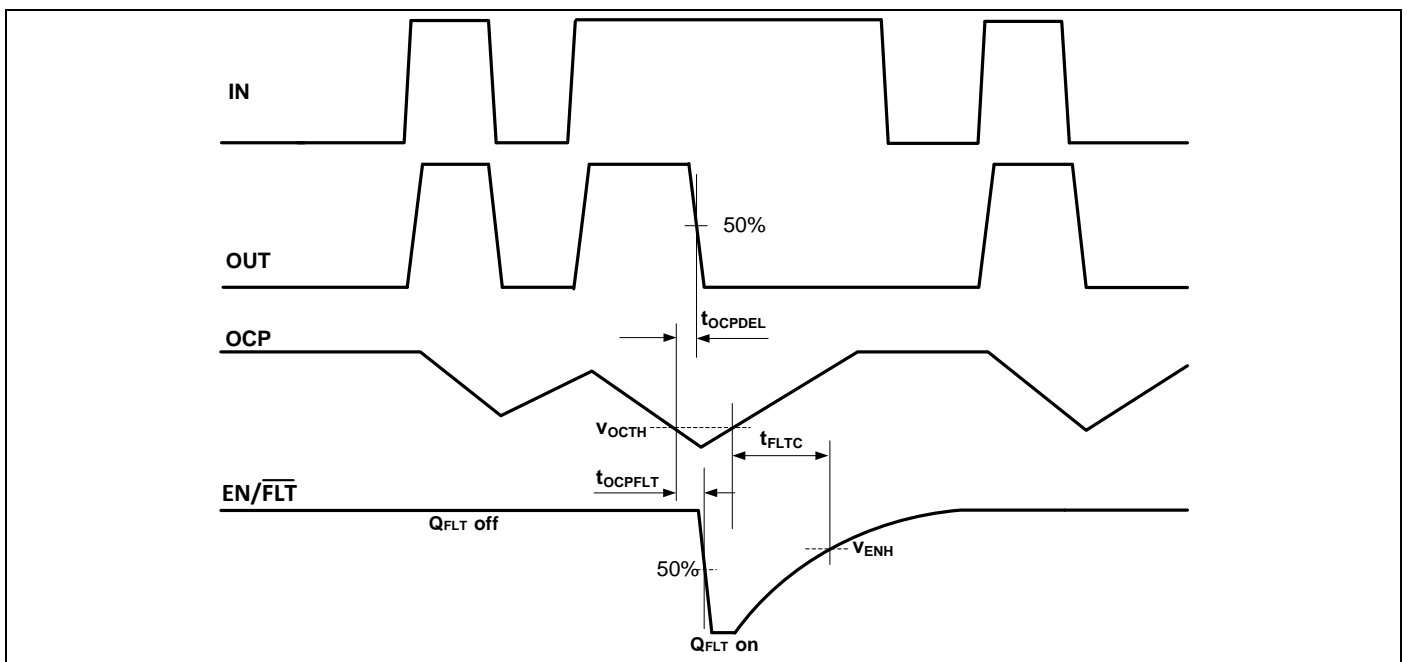 IN
50%
OUT
tOCPDEL
OCP
vOCTH
tFLTC
tOCPFLT
EN/FLT
QFLT off
vENH
50%
QFLT on